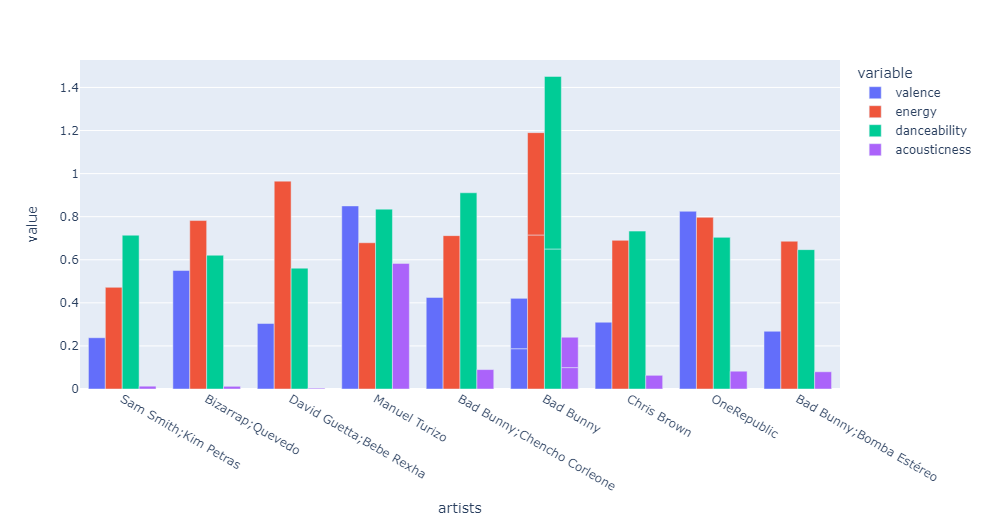 variable
valence
energy
danceability
acousticness
value
1.4
1.2
1
0.8
0.6
0.4
0.2
0
Sam Smith;Kim Petras
Bizarrap;Quevedo
David Guetta;Bebe Rexha
Manuel Turizo
Bad Bunny;Chencho Corleone
Bad Bunny
Chris Brown
OneRepublic
Bad Bunny;Bomba Estéreo
artists